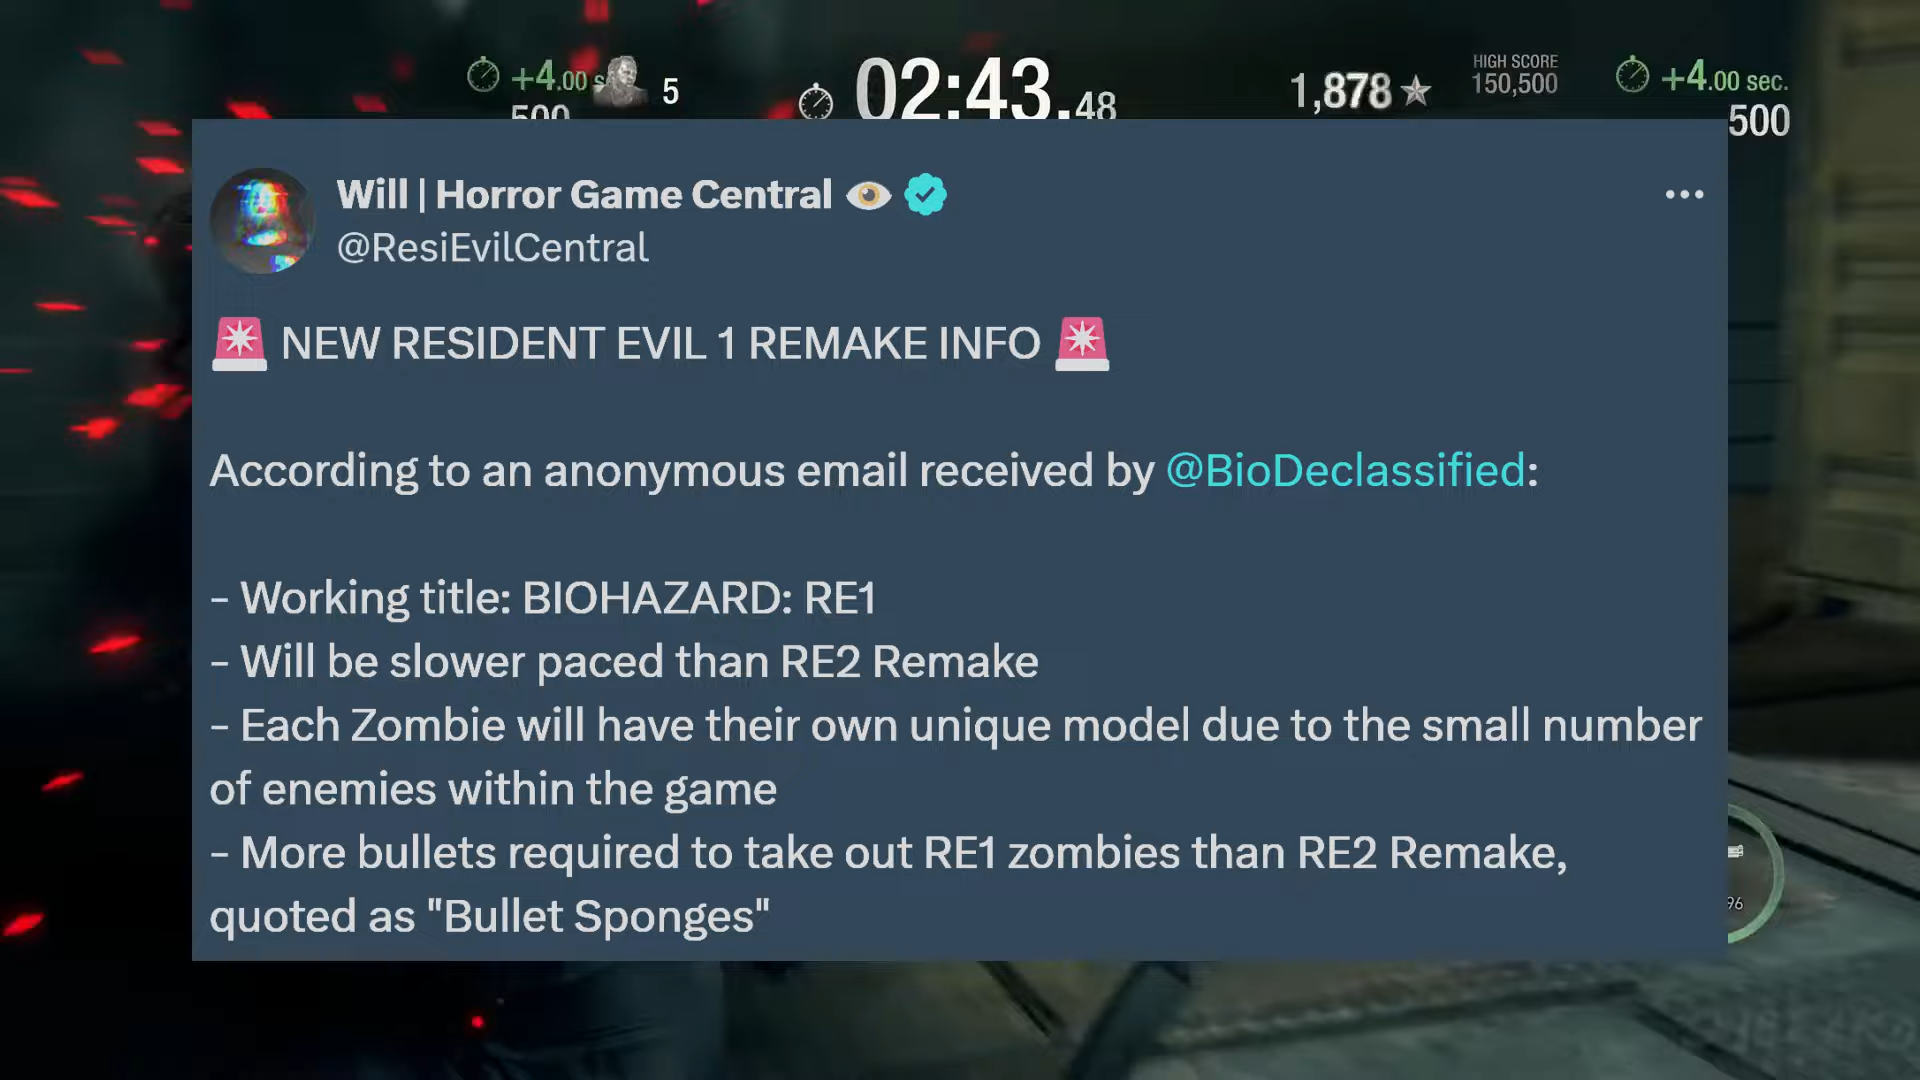 +4.00 s
500
5
02:43.48
1,878
HIGH SCORE
150,500
+4.00 sec.
500
Will | Horror Game Central
@ResiEvilCentral
NEW RESIDENT EVIL 1 REMAKE INFO
According to an anonymous email received by @BioDeclassified:
- Working title: BIOHAZARD: RE1
- Will be slower paced than RE2 Remake
- Each Zombie will have their own unique model due to the small number
of enemies within the game
- More bullets required to take out RE1 zombies than RE2 Remake,
quoted as "Bullet Sponges"
96